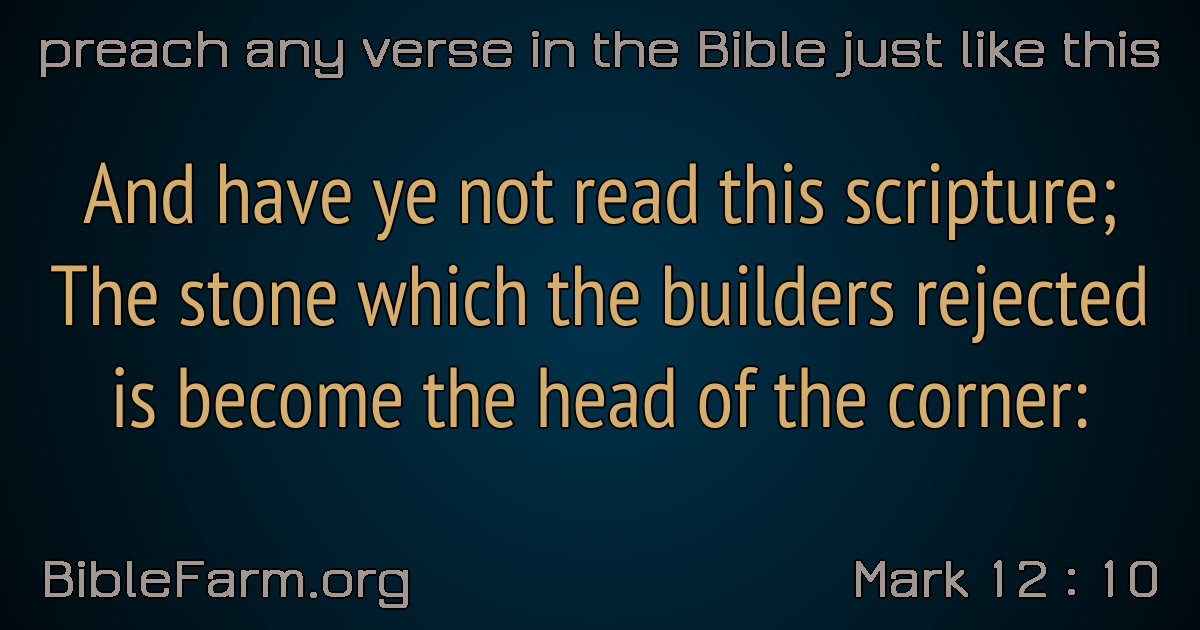 preach any verse in the Bible just like this
And have ye not read this scripture;
The stone which the builders rejected
is become the head of the corner:
BibleFarm.org
Mark 12 : 10